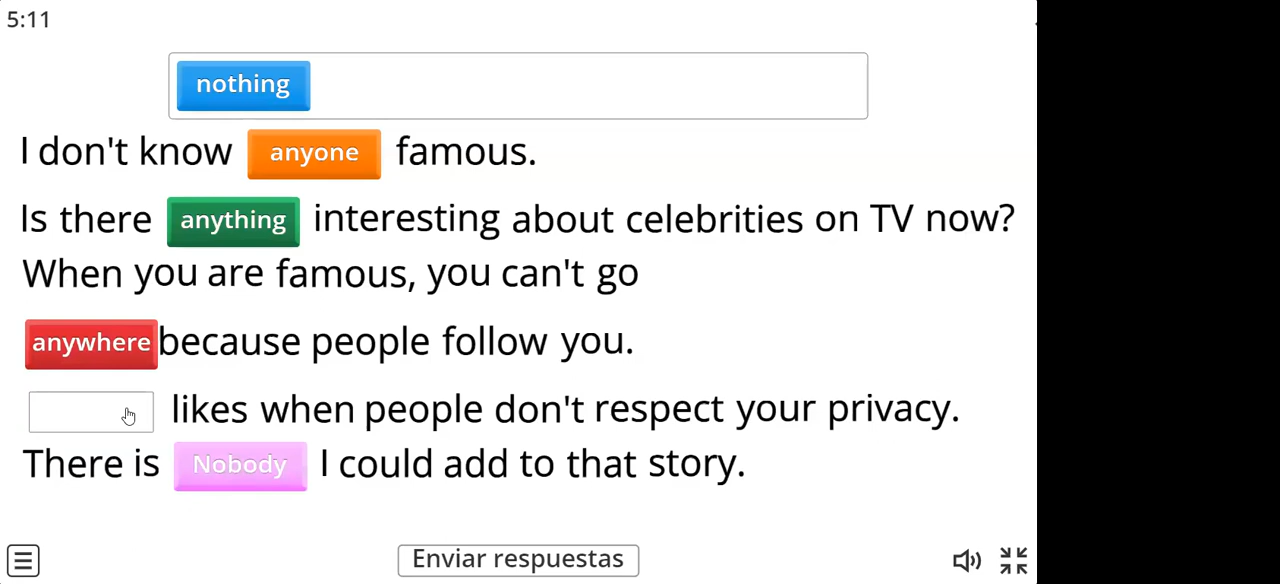 5:11
nothing
I don't know anyone famous.
Is there anything interesting about celebrities on TV now?
When you are famous, you can't go
anywhere because people follow you.
likes when people don't respect your privacy.
There is Nobody I could add to that story.
Enviar respuestas